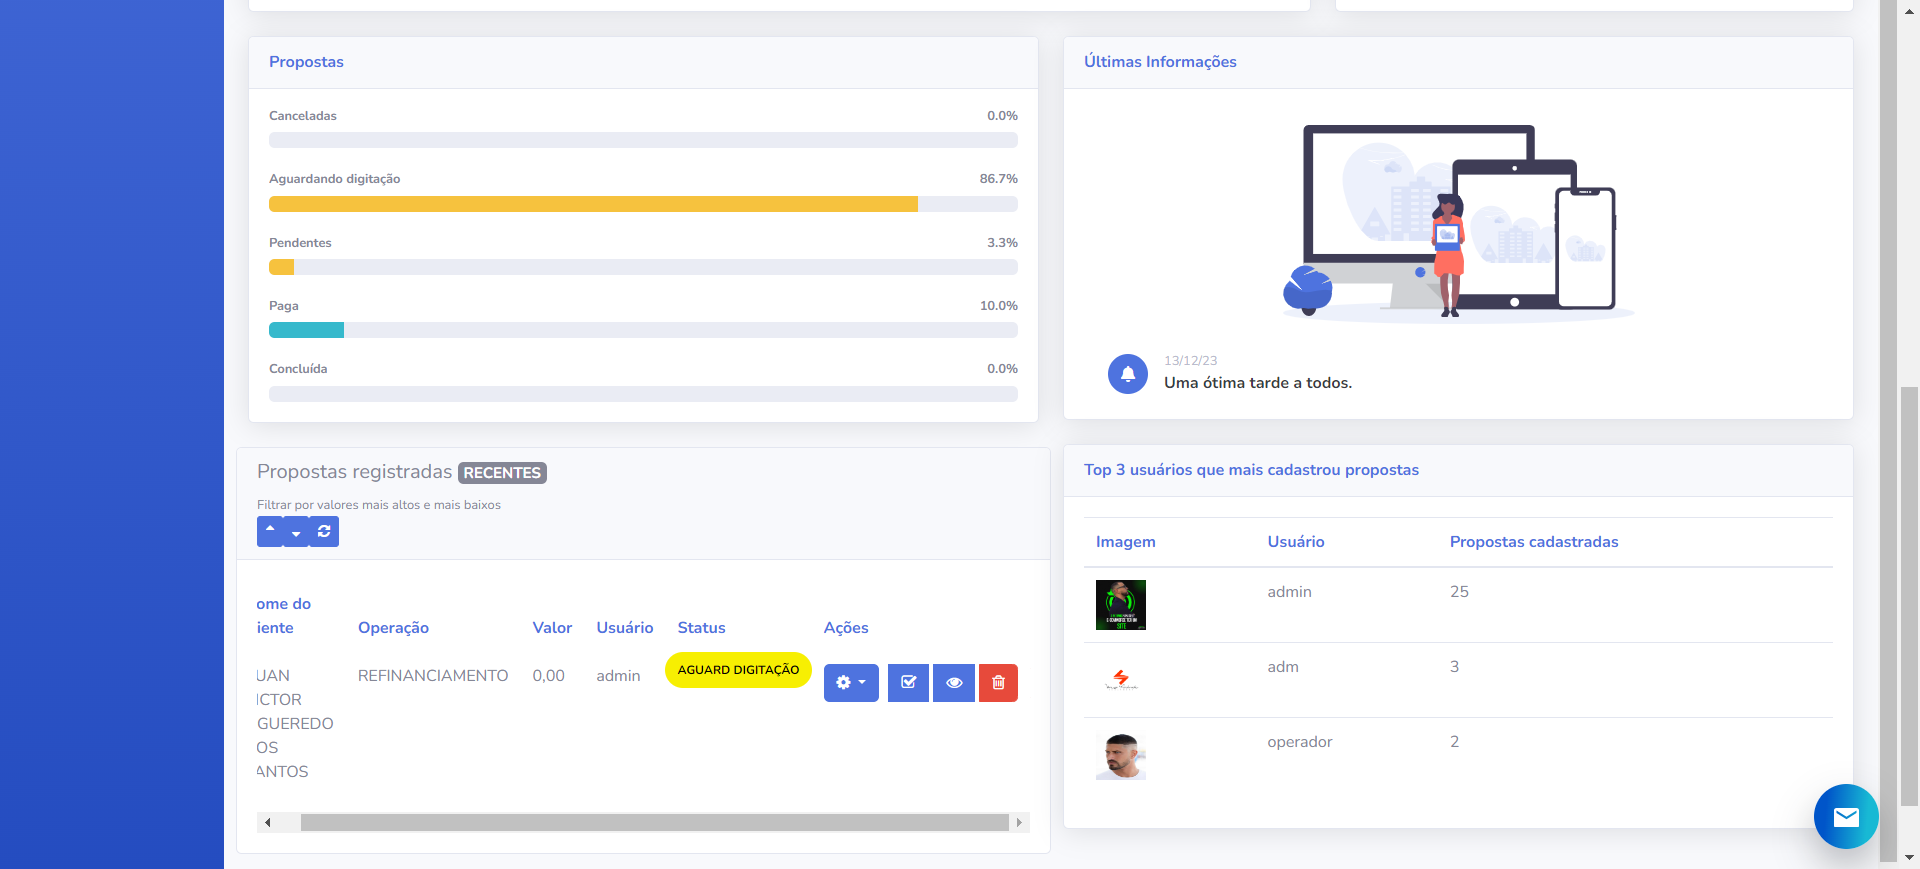 Propostas
Canceladas 0.0%
Aguardando digitação 86.7%
Pendentes 3.3%
Paga 10.0%
Concluída 0.0%
Últimas Informações
13/12/23
Uma ótima tarde a todos.
Propostas registradas RECENTES
Filtrar por valores mais altos e mais baixos
ome do
iente Operação Valor Usuário Status Ações
UAN REFINANCIAMENTO 0,00 admin AGUARD DIGITAÇÃO
ICTOR
GUEREDO
OS
ANTOS
Top 3 usuários que mais cadastrou propostas
Imagem Usuário Propostas cadastradas
admin 25
adm 3
operador 2